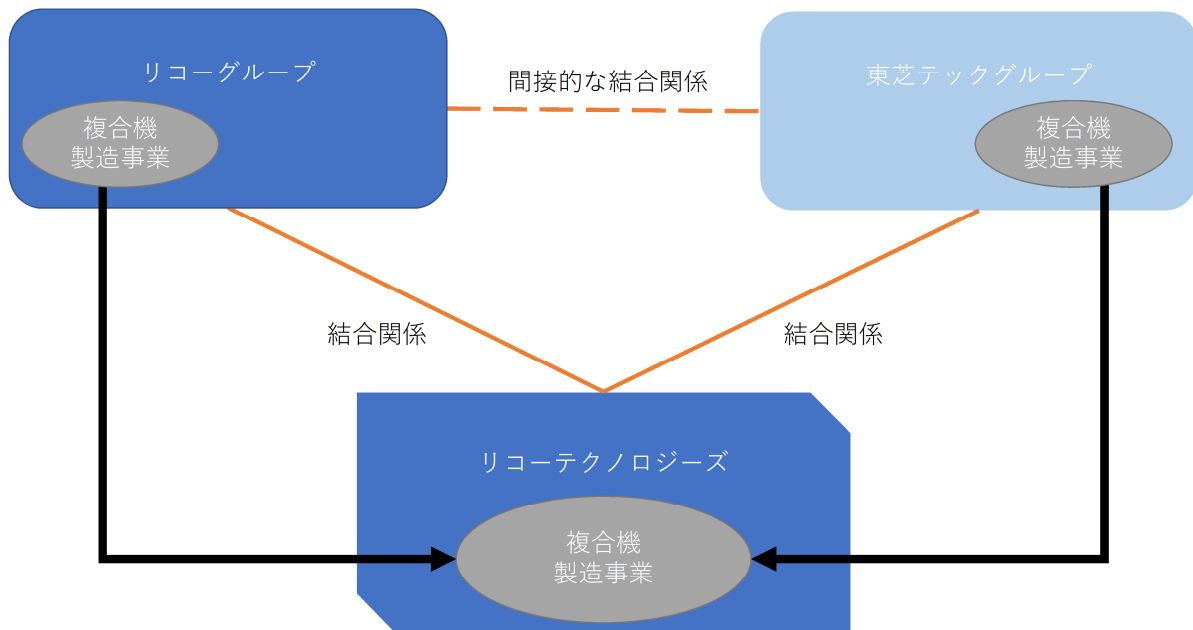 リコーグループ
間接的な結合関係
東芝テックグループ
複合機
製造事業
複合機
製造事業
結合関係
結合関係
リコーテクノロジーズ
複合機
製造事業